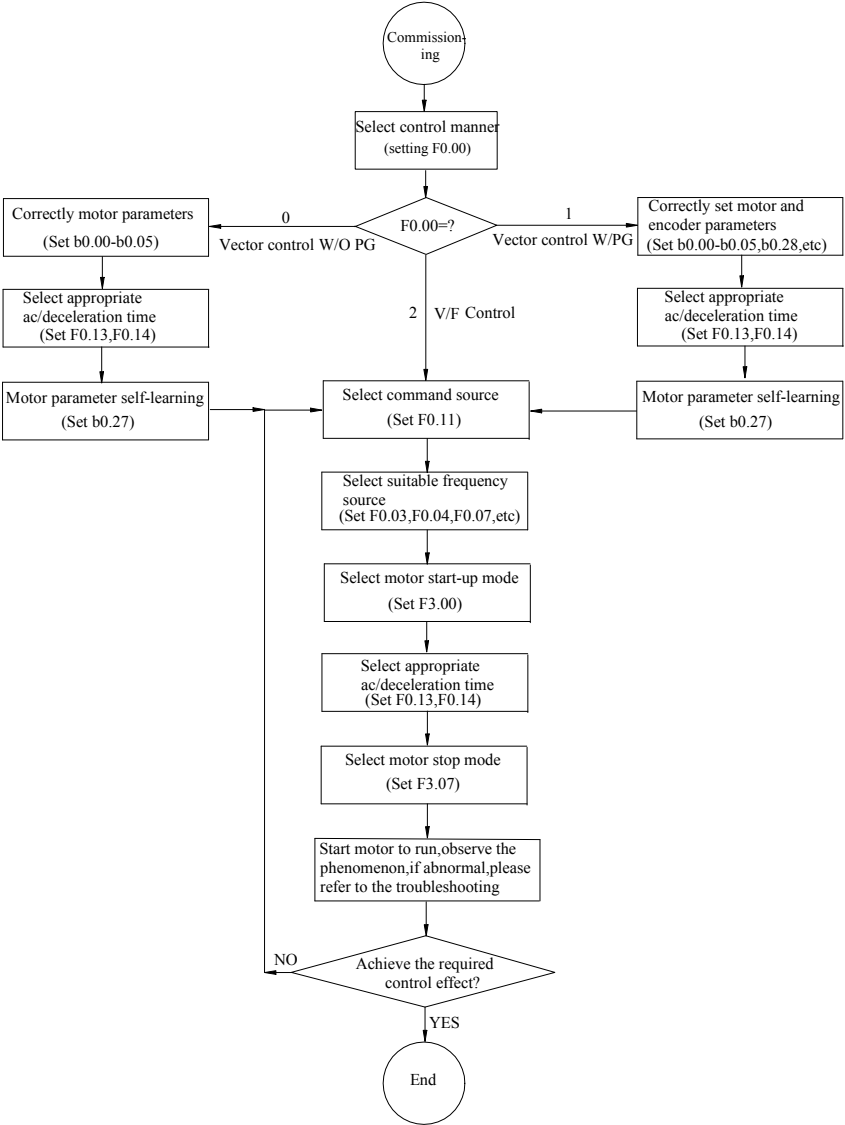 Commission-
ing
Select control manner
(setting F0.00)
F0.00=?
0
Vector control W/O PG
1
Vector control W/PG
2 V/F Control
Correctly motor parameters
(Set b0.00-b0.05)
Select appropriate
ac/deceleration time
(Set F0.13,F0.14)
Motor parameter self-learning
(Set b0.27)
Correctly set motor and
encoder parameters
(Set b0.00-b0.05,b0.28,etc)
Select appropriate
ac/deceleration time
(Set F0.13,F0.14)
Motor parameter self-learning
(Set b0.27)
Select command source
(Set F0.11)
Select suitable frequency
source
(Set F0.03,F0.04,F0.07,etc)
Select motor start-up mode
(Set F3.00)
Select appropriate
ac/deceleration time
(Set F0.13,F0.14)
Select motor stop mode
(Set F3.07)
Start motor to run,observe the
phenomenon,if abnormal,please
refer to the troubleshooting
Achieve the required
control effect?
NO
YES
End